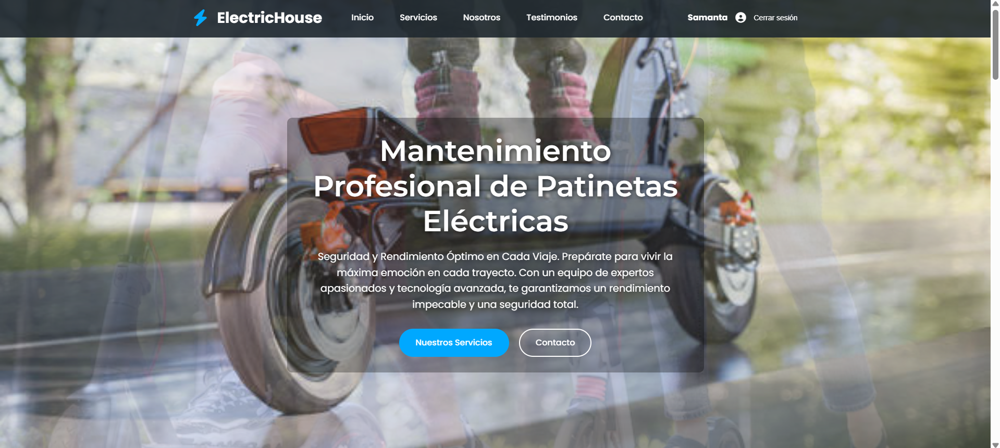 ElectricHouse Inicio Servicios Nosotros Testimonios Contacto Samanta Cerrar sesión
Mantenimiento
Profesional de Patinetas
Eléctricas
Seguridad y Rendimiento Óptimo en Cada Viaje. Prepárate para vivir la
máxima emoción en cada trayecto. Con un equipo de expertos
apasionados y tecnología avanzada, te garantizamos un rendimiento
impecable y una seguridad total.
Nuestros Servicios Contacto